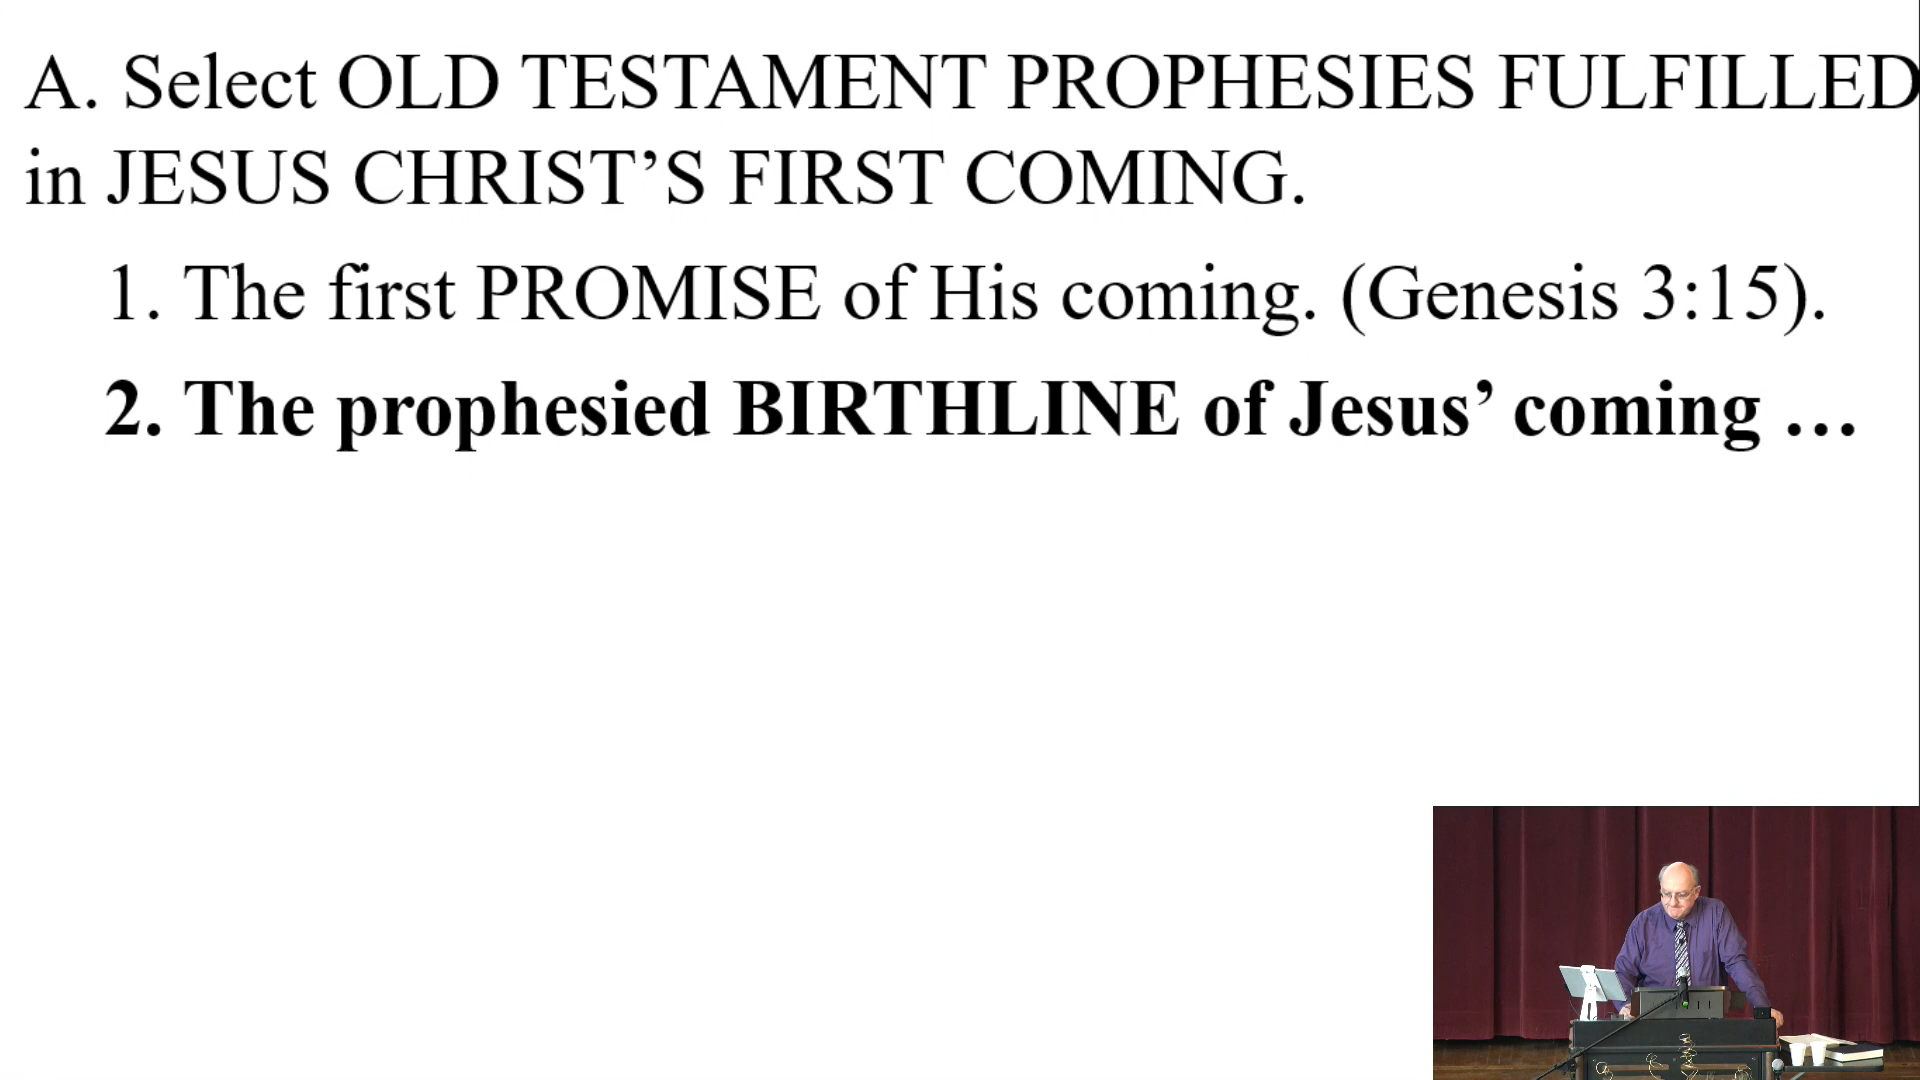 A. Select OLD TESTAMENT PROPHESIES FULFILLED
in JESUS CHRIST’S FIRST COMING.
1. The first PROMISE of His coming. (Genesis 3:15).
2. The prophesied BIRTHLINE of Jesus’ coming …